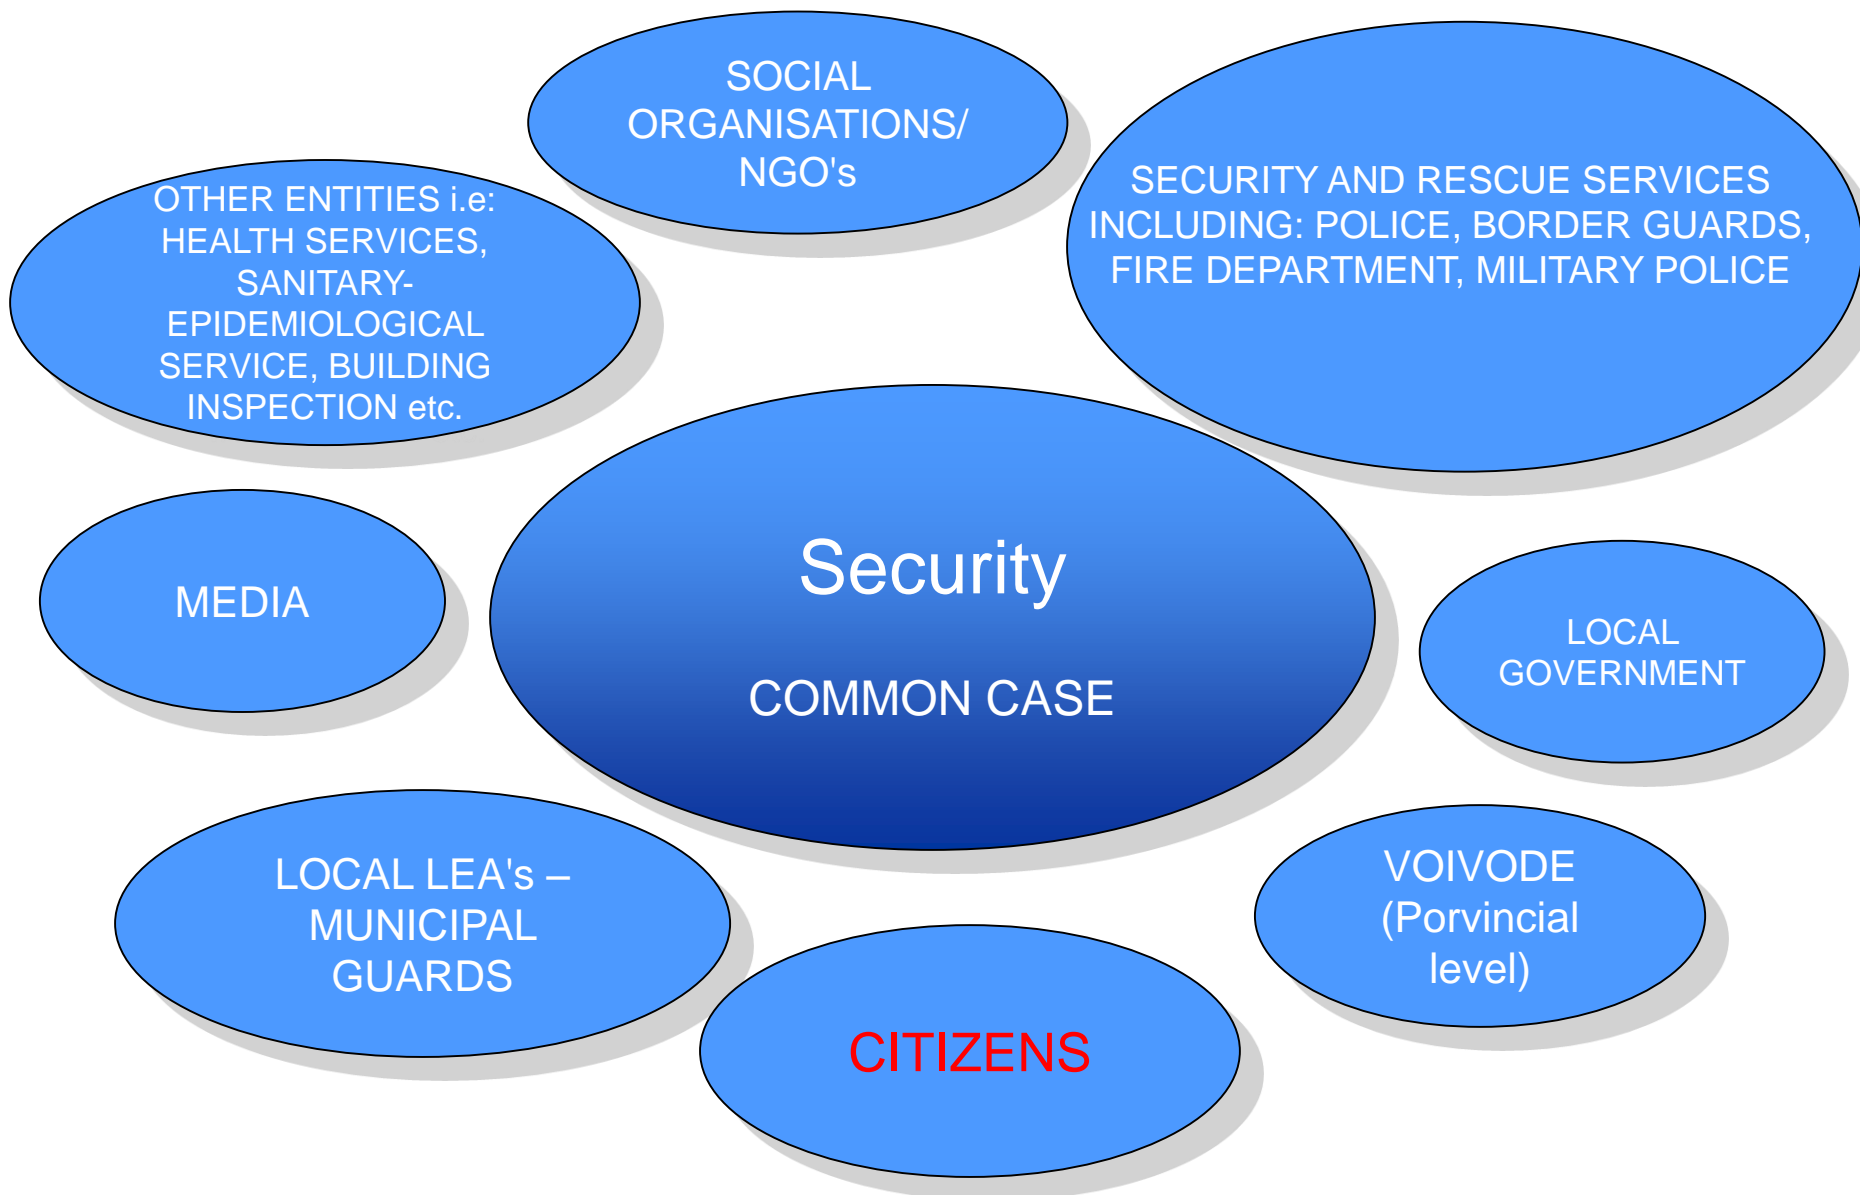 SOCIAL
ORGANISATIONS/
NGO's
SECURITY AND RESCUE SERVICES
INCLUDING: POLICE, BORDER GUARDS,
FIRE DEPARTMENT, MILITARY POLICE
OTHER ENTITIES i.e:
HEALTH SERVICES,
SANITARY-
EPIDEMIOLOGICAL
SERVICE, BUILDING
INSPECTION etc.
Security
COMMON CASE
MEDIA
LOCAL
GOVERNMENT
LOCAL LEA's –
MUNICIPAL
GUARDS
VOIVODE
(Porvincial
level)
CITIZENS